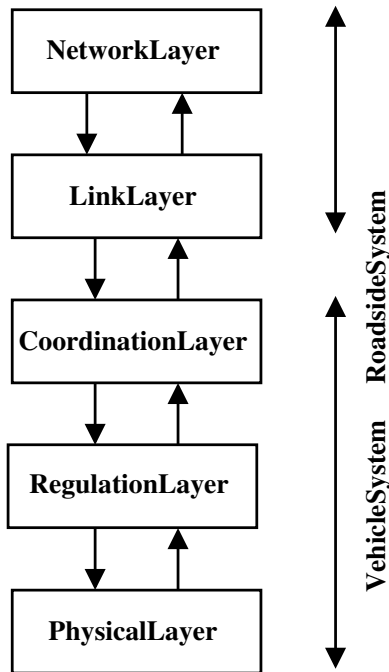 NetworkLayer
LinkLayer
CoordinationLayer
RegulationLayer
PhysicalLayer
RoadsideSystem
VehicleSystem